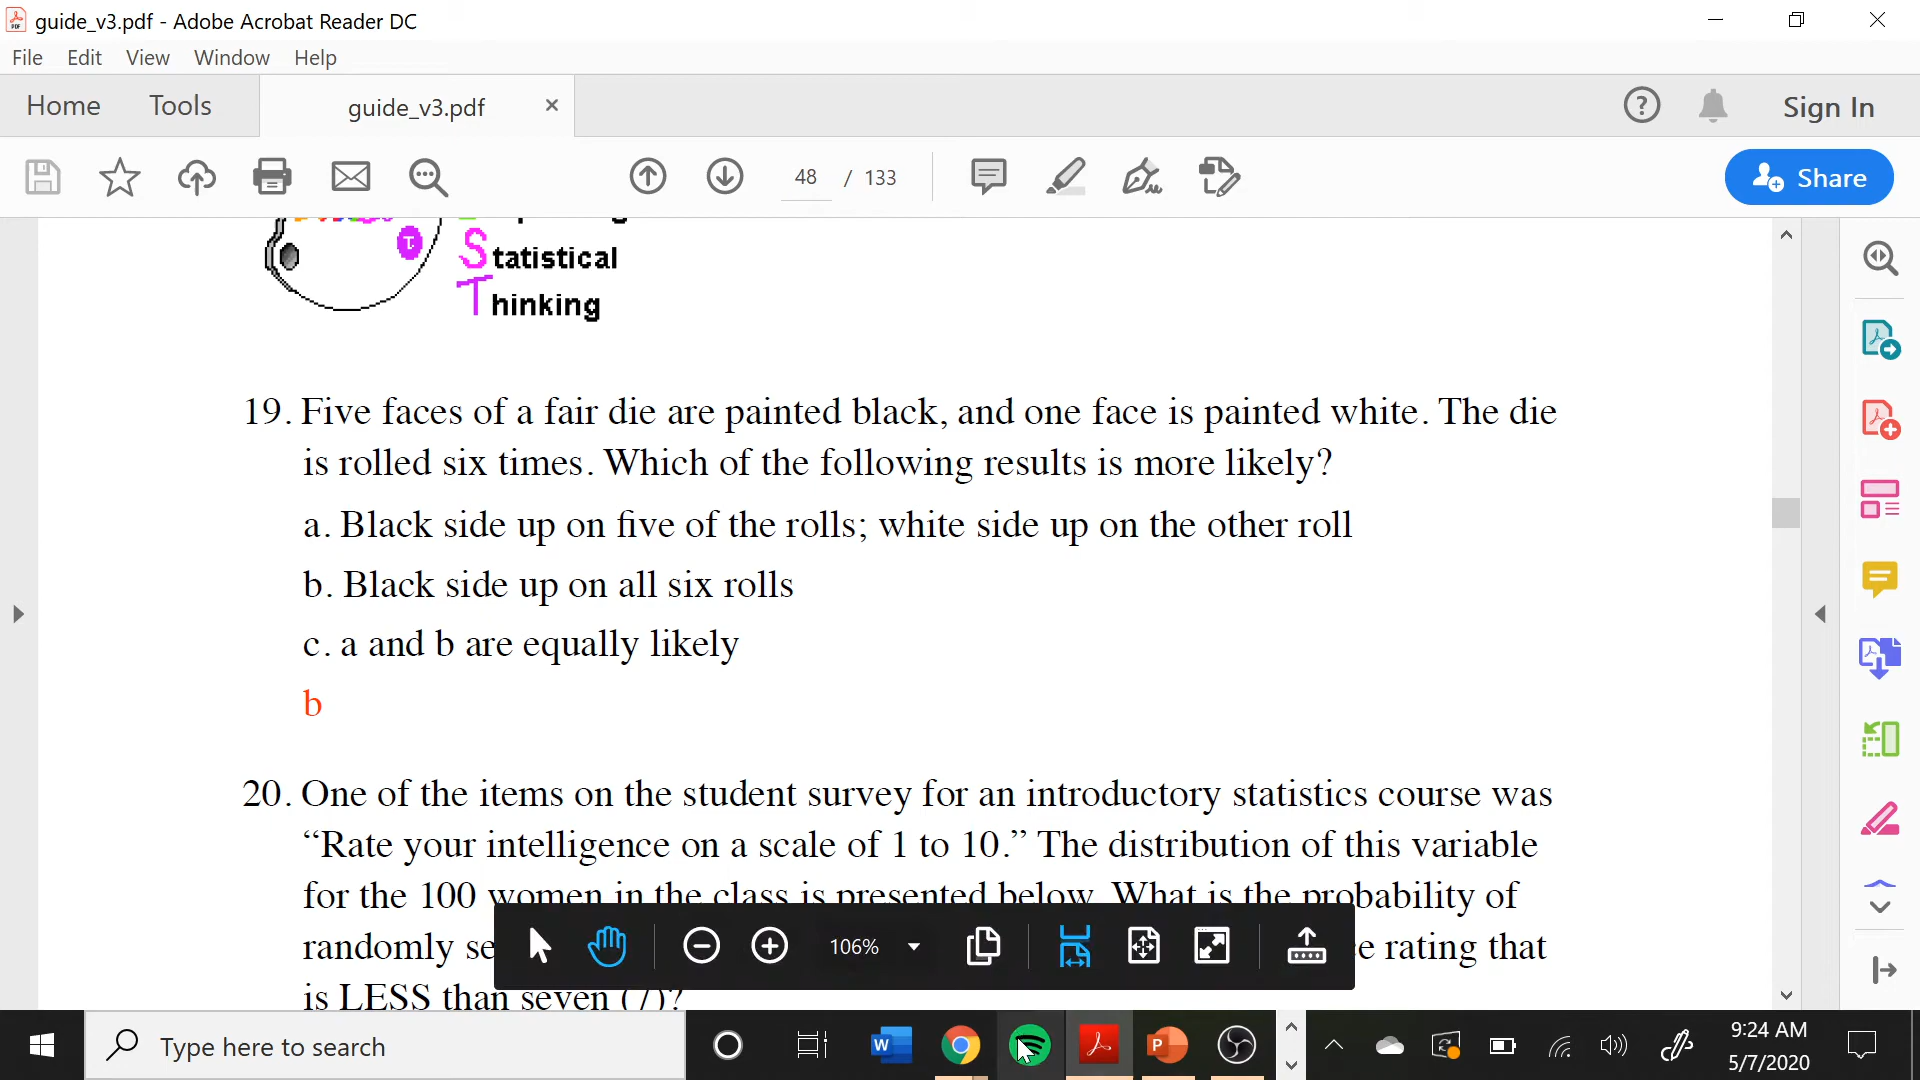 guide_v3.pdf - Adobe Acrobat Reader DC
File Edit View Window Help
Home Tools guide_v3.pdf × Sign In
48 / 133 Share
Statistical
Thinking
19. Five faces of a fair die are painted black, and one face is painted white. The die
is rolled six times. Which of the following results is more likely?
a. Black side up on five of the rolls; white side up on the other roll
b. Black side up on all six rolls
c. a and b are equally likely
b
20. One of the items on the student survey for an introductory statistics course was
“Rate your intelligence on a scale of 1 to 10.” The distribution of this variable
for the 100 women in the class is presented below. What is the probability of
randomly se e rating that
is LESS than seven (7)?
106%
Type here to search
9:24 AM
5/7/2020